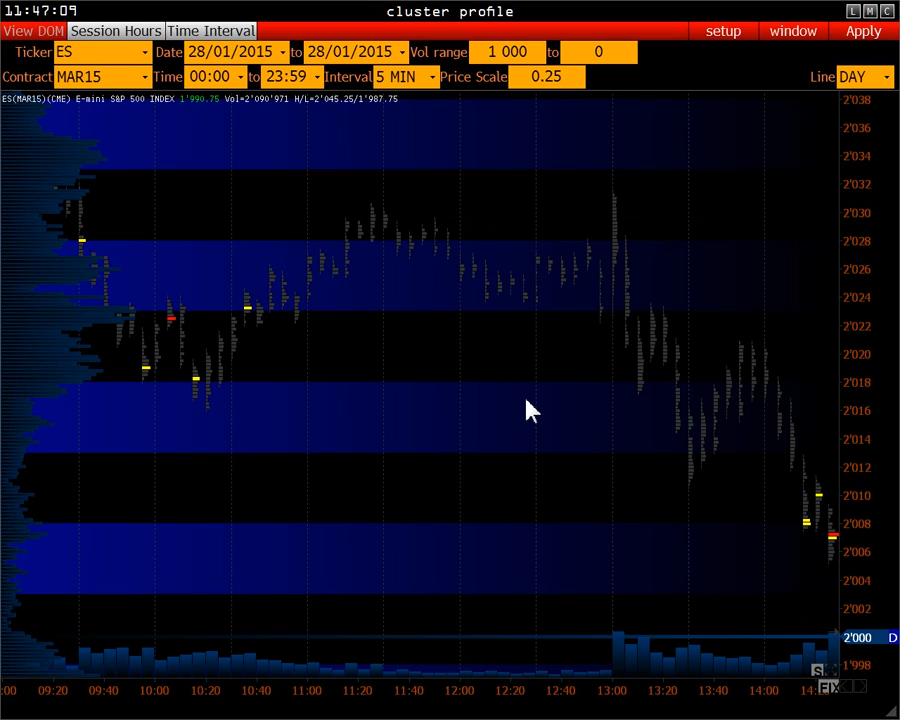 11:47:09 cluster profile L M C
View DOM Session Hours Time Interval setup window Apply
Ticker ES Date 28/01/2015 to 28/01/2015 Vol range 1 000 to 0
Contract MAR15 Time 00:00 to 23:59 Interval 5 MIN Price Scale 0.25 Line DAY
ES(MAR15)(CME) E-mini S&P 500 INDEX 1'990.75 Vol=2'090'971 H/L=2'045.25/1'987.75
2'038
2'036
2'034
2'032
2'030
2'028
2'026
2'024
2'022
2'020
2'018
2'016
2'014
2'012
2'010
2'008
2'006
2'004
2'002
2'000 D
1'998
S
FIX
:00 09:20 09:40 10:00 10:20 10:40 11:00 11:20 11:40 12:00 12:20 12:40 13:00 13:20 13:40 14:00